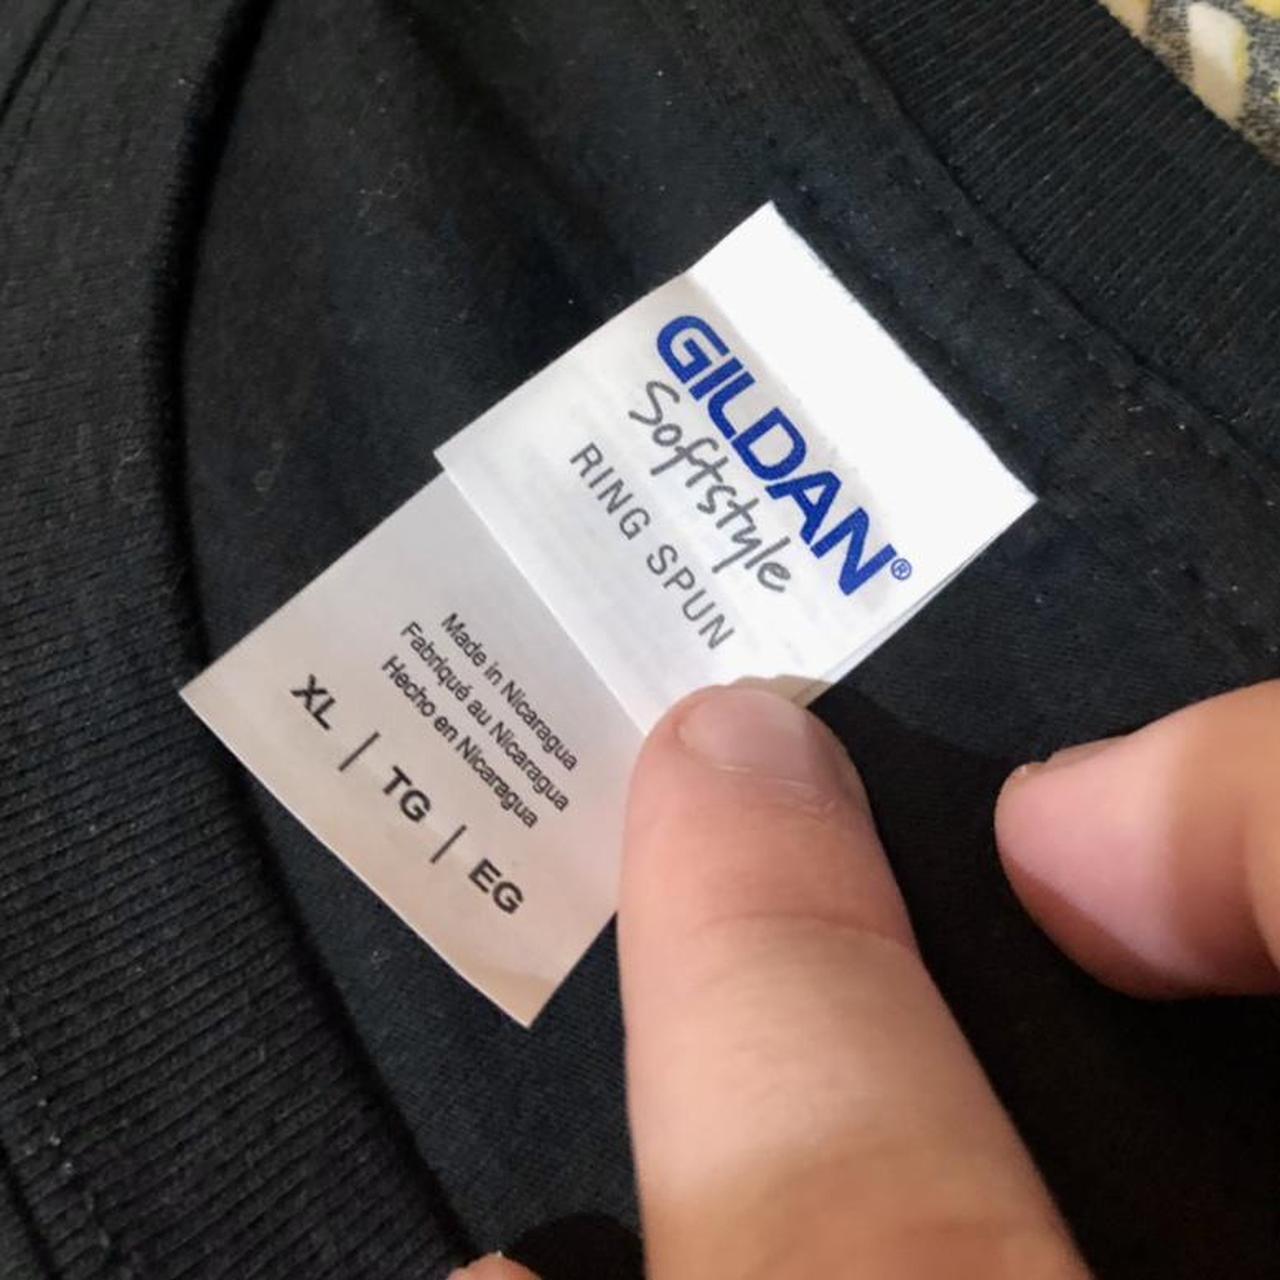 GILDAN®
Softstyle
RING SPUN
Made in Nicaragua
Fabriqué au Nicaragua
Hecho en Nicaragua
XL | TG | EG